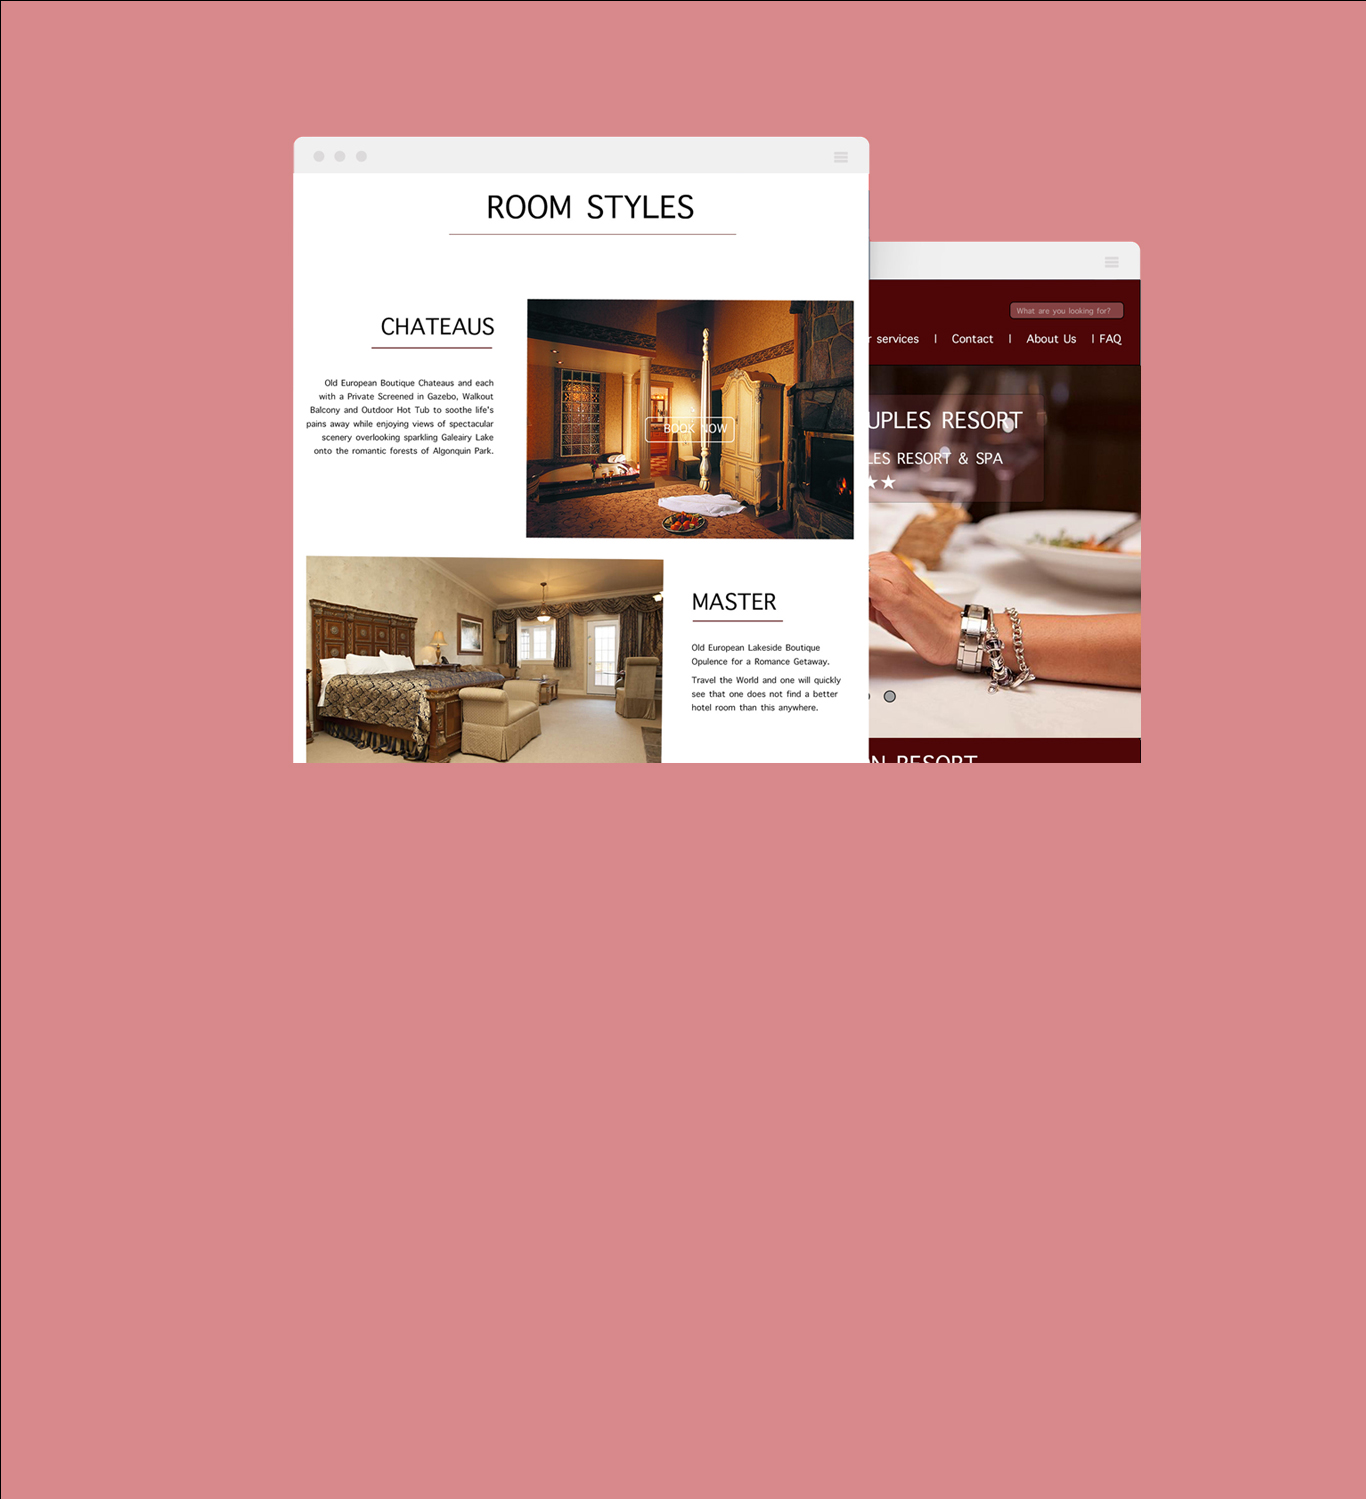 ROOM STYLES
CHATEAUS
Old European Boutique Chateaus and each
with a Private Screened in Gazebo, Walkout
Balcony and Outdoor Hot Tub to soothe life's
pains away while enjoying views of spectacular
scenery overlooking sparkling Galeairy Lake
onto the romantic forests of Algonquin Park.
BOOK NOW
MASTER
Old European Lakeside Boutique
Opulence for a Romance Getaway.
Travel the World and one will quickly
see that one does not find a better
hotel room than this anywhere.
What are you looking for?
r services | Contact | About Us | FAQ
UPLES RESORT
LES RESORT & SPA
★★
N RESORT